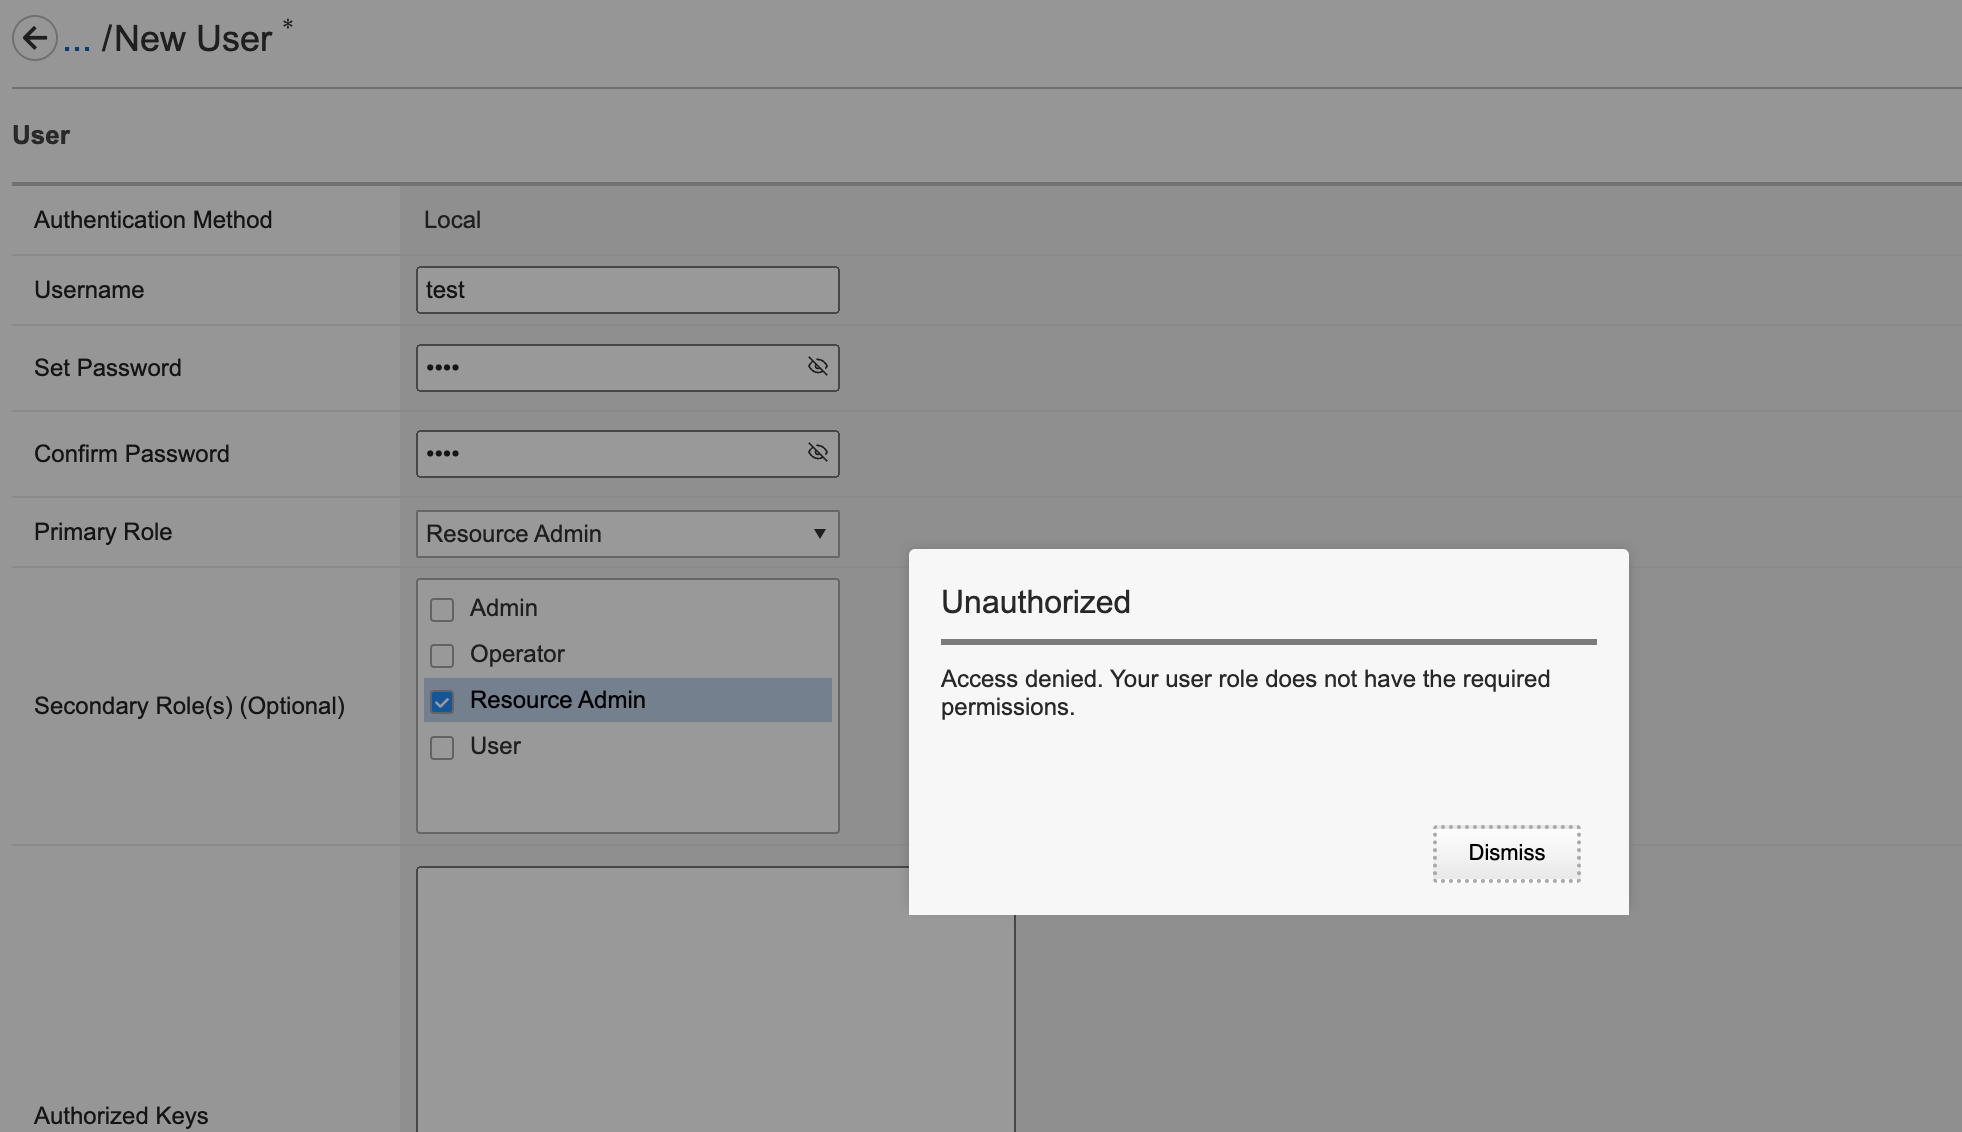 ... /New User *
User
Authentication Method
Local
Username
test
Set Password
••••
Confirm Password
••••
Primary Role
Resource Admin
Secondary Role(s) (Optional)
Admin
Operator
Resource Admin
User
Authorized Keys
Unauthorized
Access denied. Your user role does not have the required
permissions.
Dismiss